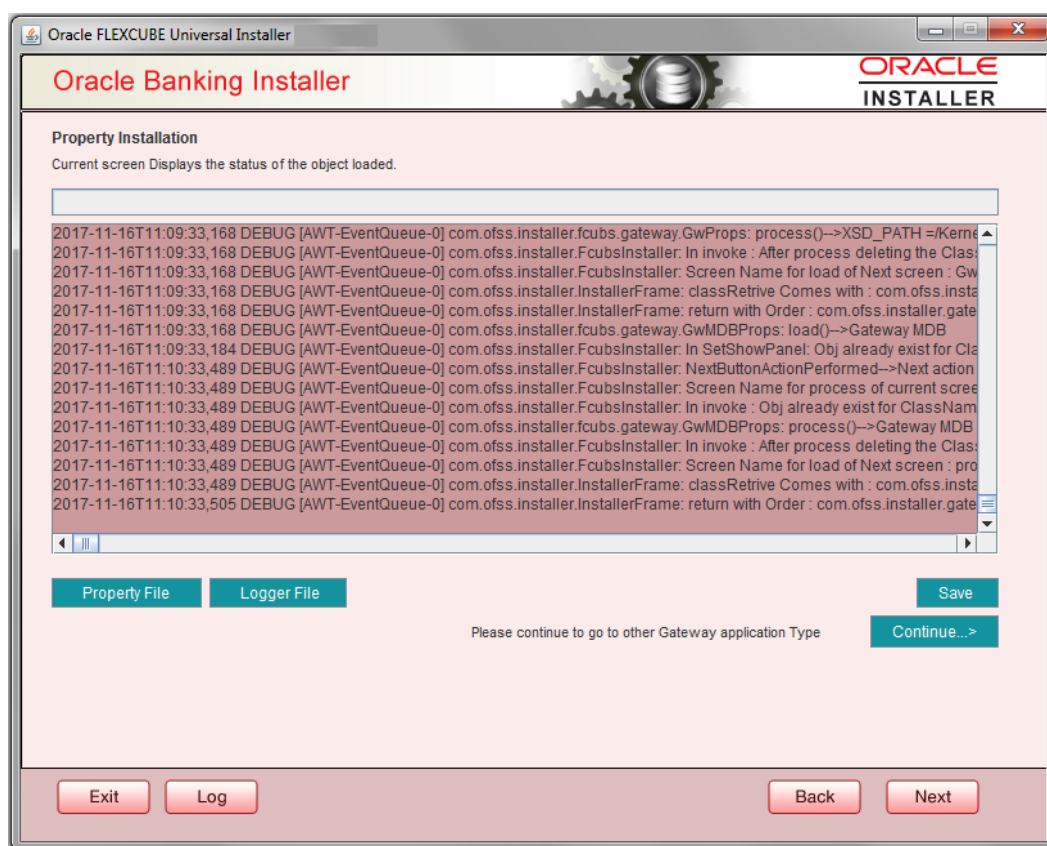 Oracle FLEXCUBE Universal Installer
Oracle Banking Installer
ORACLE
INSTALLER
Property Installation
Current screen Displays the status of the object loaded.
2017-11-16T11:09:33,168 DEBUG [AWT-EventQueue-0] com.ofss.installer.fcubs.gateway.GwProps: process()-->XSD_PATH =/Kerne
2017-11-16T11:09:33,168 DEBUG [AWT-EventQueue-0] com.ofss.installer.FcubsInstaller: In invoke : After process deleting the Clas
2017-11-16T11:09:33,168 DEBUG [AWT-EventQueue-0] com.ofss.installer.FcubsInstaller: Screen Name for load of Next screen : Gw
2017-11-16T11:09:33,168 DEBUG [AWT-EventQueue-0] com.ofss.installer.InstallerFrame: classRetrive Comes with : com.ofss.insta
2017-11-16T11:09:33,168 DEBUG [AWT-EventQueue-0] com.ofss.installer.InstallerFrame: return with Order : com.ofss.installer.gate
2017-11-16T11:09:33,168 DEBUG [AWT-EventQueue-0] com.ofss.installer.fcubs.gateway.GwMDBProps: load()-->Gateway MDB
2017-11-16T11:09:33,184 DEBUG [AWT-EventQueue-0] com.ofss.installer.FcubsInstaller: In SetShowPanel: Obj already exist for Cla
2017-11-16T11:10:33,489 DEBUG [AWT-EventQueue-0] com.ofss.installer.FcubsInstaller: NextButtonActionPerformed-->Next action
2017-11-16T11:10:33,489 DEBUG [AWT-EventQueue-0] com.ofss.installer.FcubsInstaller: Screen Name for process of current scree
2017-11-16T11:10:33,489 DEBUG [AWT-EventQueue-0] com.ofss.installer.FcubsInstaller: In invoke : Obj already exist for ClassNam
2017-11-16T11:10:33,489 DEBUG [AWT-EventQueue-0] com.ofss.installer.fcubs.gateway.GwMDBProps: process()-->Gateway MDB
2017-11-16T11:10:33,489 DEBUG [AWT-EventQueue-0] com.ofss.installer.FcubsInstaller: In invoke : After process deleting the Clas
2017-11-16T11:10:33,489 DEBUG [AWT-EventQueue-0] com.ofss.installer.FcubsInstaller: Screen Name for load of Next screen : pro
2017-11-16T11:10:33,489 DEBUG [AWT-EventQueue-0] com.ofss.installer.InstallerFrame: classRetrive Comes with : com.ofss.insta
2017-11-16T11:10:33,505 DEBUG [AWT-EventQueue-0] com.ofss.installer.InstallerFrame: return with Order : com.ofss.installer.gate
Property File Logger File Save
Please continue to go to other Gateway application Type Continue...>
Exit Log Back Next